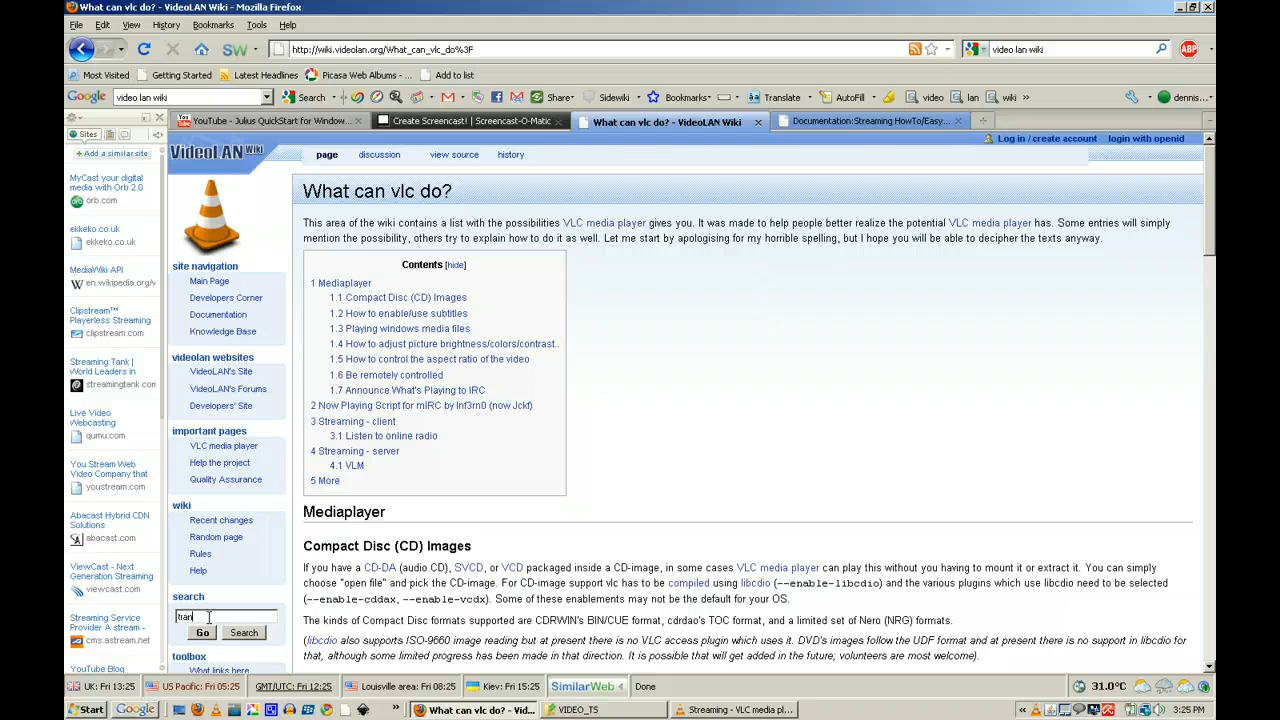 What can vlc do? - VideoLAN Wiki - Mozilla Firefox
File Edit View History Bookmarks Tools Help
SW http://wiki.videolan.org/What_can_vlc_do%3F video lan wiki ABP
Most Visited Getting Started Latest Headlines Picasa Web Albums - ... Add to list
Google video lan wiki Search Share Sidewiki Bookmarks Translate AutoFill video lan wiki dennis...
YouTube - Julius QuickStart for Window... Create Screencast! | Screencast-O-Matic What can vlc do? - VideoLAN Wiki Documentation:Streaming HowTo/Easy...
Sites
Log in / create account login with openid
Add a similar site
VideoLAN Wiki
page discussion view source history
MyCast your digital
media with Orb 2.0
orb.com
ekkeko.co.uk
ekkeko.co.uk
MediaWiki API
en.wikipedia.org/v
Clipstream™
Playerless Streaming
clipstream.com
Streaming Tank |
World Leaders in
streamingtank.com
Live Video
Webcasting
qumu.com
You Stream Web
Video Company that
youstream.com
Abacast Hybrid CDN
Solutions
abacast.com
ViewCast - Next
Generation Streaming
viewcast.com
Streaming Service
Provider A stream -
cms.astream.net
YouTube Blog
site navigation
Main Page
Developers Corner
Documentation
Knowledge Base
videolan websites
VideoLAN's Site
VideoLAN's Forums
Developers' Site
important pages
VLC media player
Help the project
Quality Assurance
wiki
Recent changes
Random page
Rules
Help
search
tran
Go Search
toolbox
What links here
What can vlc do?
This area of the wiki contains a list with the possibilities VLC media player gives you. It was made to help people better realize the potential VLC media player has. Some entries will simply
mention the possibility, others try to explain how to do it as well. Let me start by apologising for my horrible spelling, but I hope you will be able to decipher the texts anyway.
Contents [hide]
1 Mediaplayer
1.1 Compact Disc (CD) Images
1.2 How to enable/use subtitles
1.3 Playing windows media files
1.4 How to adjust picture brightness/colors/contrast..
1.5 How to control the aspect ratio of the video
1.6 Be remotely controlled
1.7 Announce What's Playing to IRC
2 Now Playing Script for mIRC by Inf3rn0 (now Jckf)
3 Streaming - client
3.1 Listen to online radio
4 Streaming - server
4.1 VLM
5 More
Mediaplayer
Compact Disc (CD) Images
If you have a CD-DA (audio CD), SVCD, or VCD packaged inside a CD-image, in some cases VLC media player can play this without you having to mount it or extract it. You can simply
choose "open file" and pick the CD-image. For CD-image support vlc has to be compiled using libcdio (--enable-libcdio) and the various plugins which use libcdio need to be selected
(--enable-cddax, --enable-vcdx). Some of these enablements may not be the default for your OS.
The kinds of Compact Disc formats supported are CDRWIN's BIN/CUE format, cdrdao's TOC format, and a limited set of Nero (NRG) formats.
(libcdio also supports ISO-9660 image reading but at present there is no VLC access plugin which uses it. DVD's images follow the UDF format and at present there is no support in libcdio for
that, although some limited progress has been made in that direction. It is possible that will get added in the future; volunteers are most welcome).
UK: Fri 13:25 US Pacific: Fri 05:25 GMT/UTC: Fri 12:25 Louisville area: Fri 08:25 Kiev: Fri 15:25 SimilarWeb Done 31.0°C
Start Google What can vlc do? - Vid... VIDEO_TS Streaming - VLC media pl... 3:25 PM